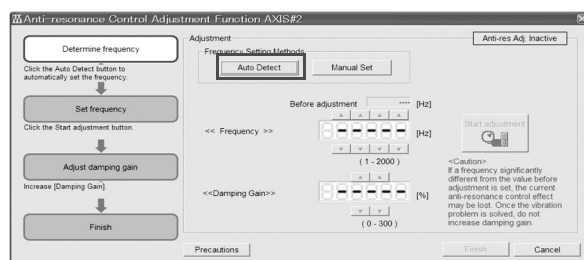 Anti-resonance Control Adjustment Function AXIS#2
Determine frequency
Click the Auto Detect button to
automatically set the frequency.
Set frequency
Click the Start adjustment button.
Adjust damping gain
Increase [Damping Gain].
Finish
Adjustment
Anti-res Adj: Inactive
Frequency Setting Methods
Auto Detect
Manual Set
Before adjustment ---- [Hz]
<< Frequency >>
[Hz]
( 1 - 2000 )
<<Damping Gain>>
[%]
( 0 - 300 )
Start adjustment
<Caution>
If a frequency significantly
different from the value before
adjustment is set, the current
anti-resonance control effect
may be lost. Once the vibration
problem is solved, do not
increase damping gain.
Precautions
Finish
Cancel